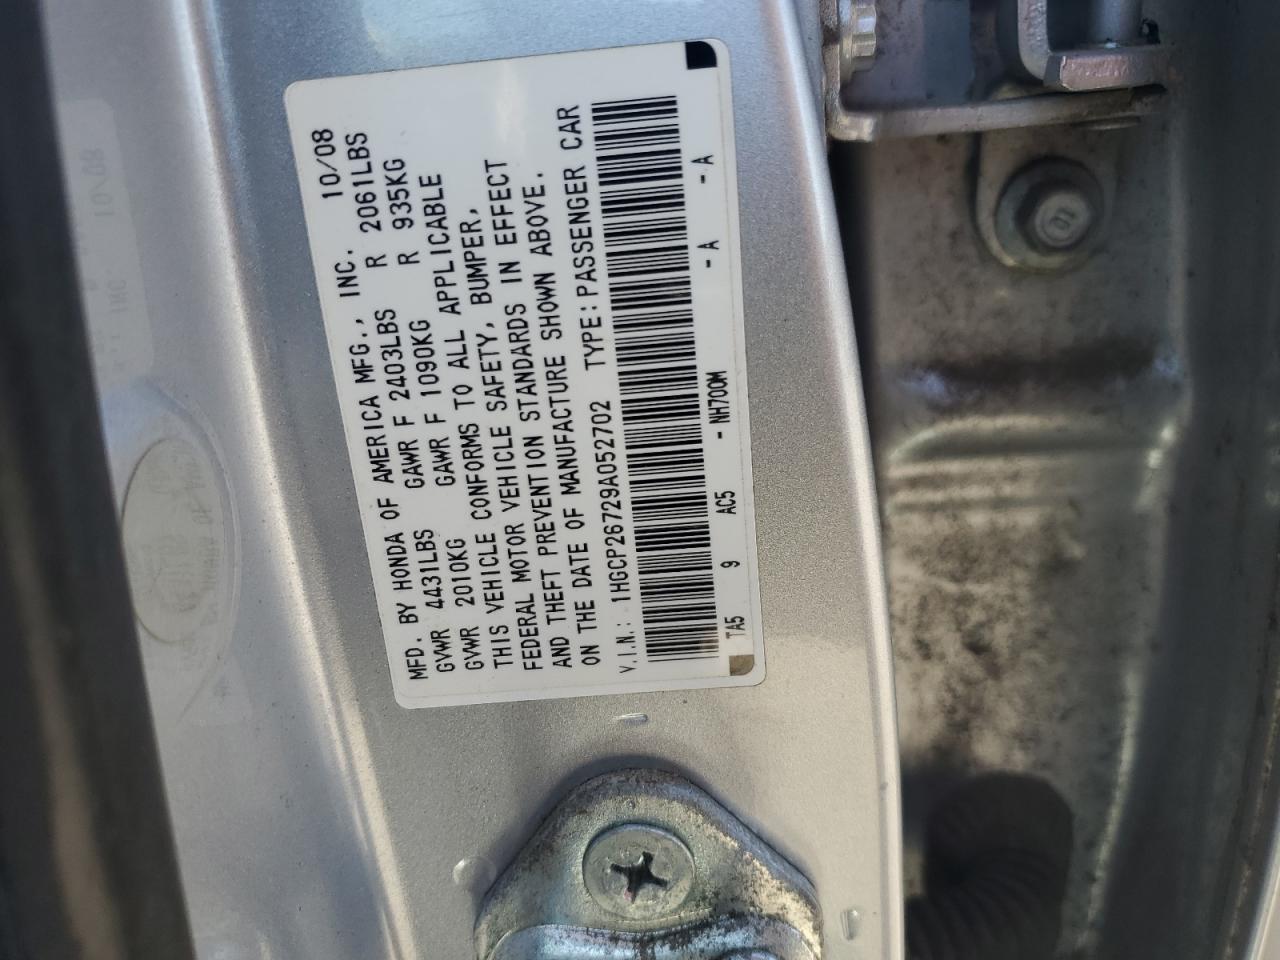 MFD. BY HONDA OF AMERICA MFG., INC. 10/08
GVWR 4431LBS GAWR F 2403LBS R 2061LBS
GVWR 2010KG GAWR F 1090KG R 935KG
THIS VEHICLE CONFORMS TO ALL APPLICABLE
FEDERAL MOTOR VEHICLE SAFETY, BUMPER,
AND THEFT PREVENTION STANDARDS IN EFFECT
ON THE DATE OF MANUFACTURE SHOWN ABOVE.
V.I.N.: 1HGCP26729A052702 TYPE:PASSENGER CAR
TA5 9 AC5 - NH700M - A - A